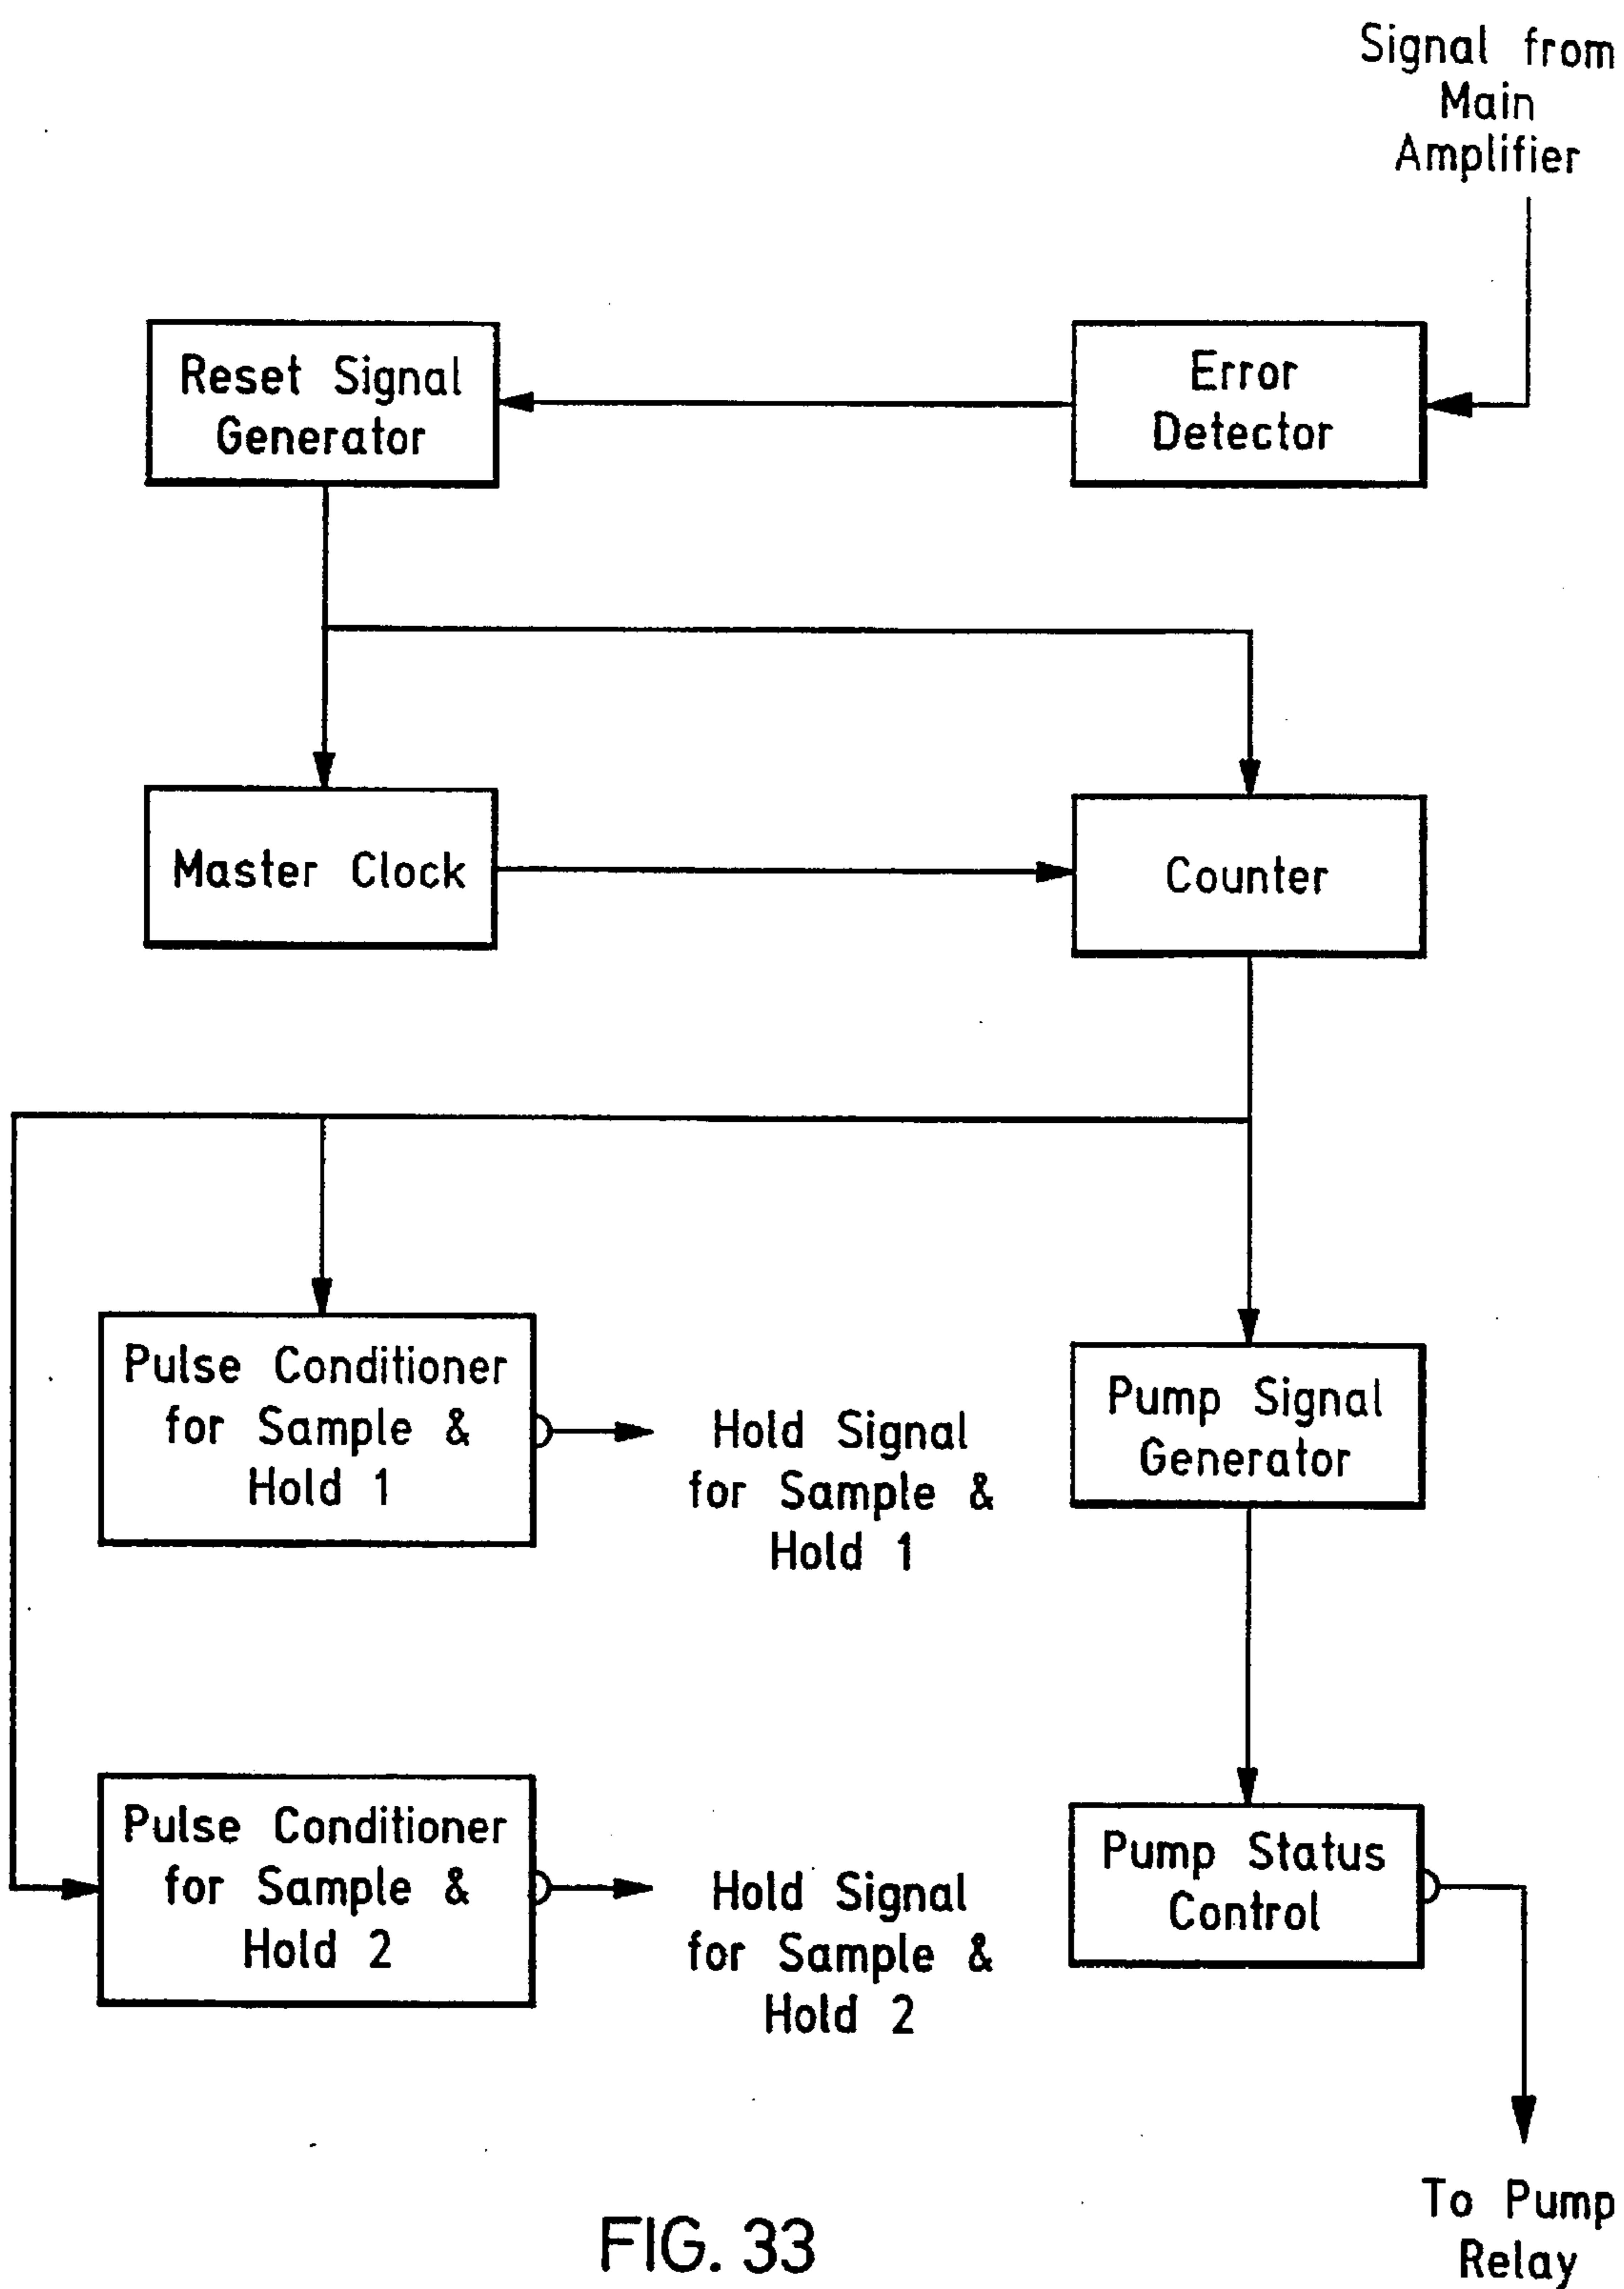 Signal from
Main
Amplifier
Reset Signal
Generator
Error
Detector
Master Clock
Counter
Pulse Conditioner
for Sample &
Hold 1
Hold Signal
for Sample &
Hold 1
Pump Signal
Generator
Pulse Conditioner
for Sample &
Hold 2
Hold Signal
for Sample &
Hold 2
Pump Status
Control
To Pump
Relay
FIG. 33